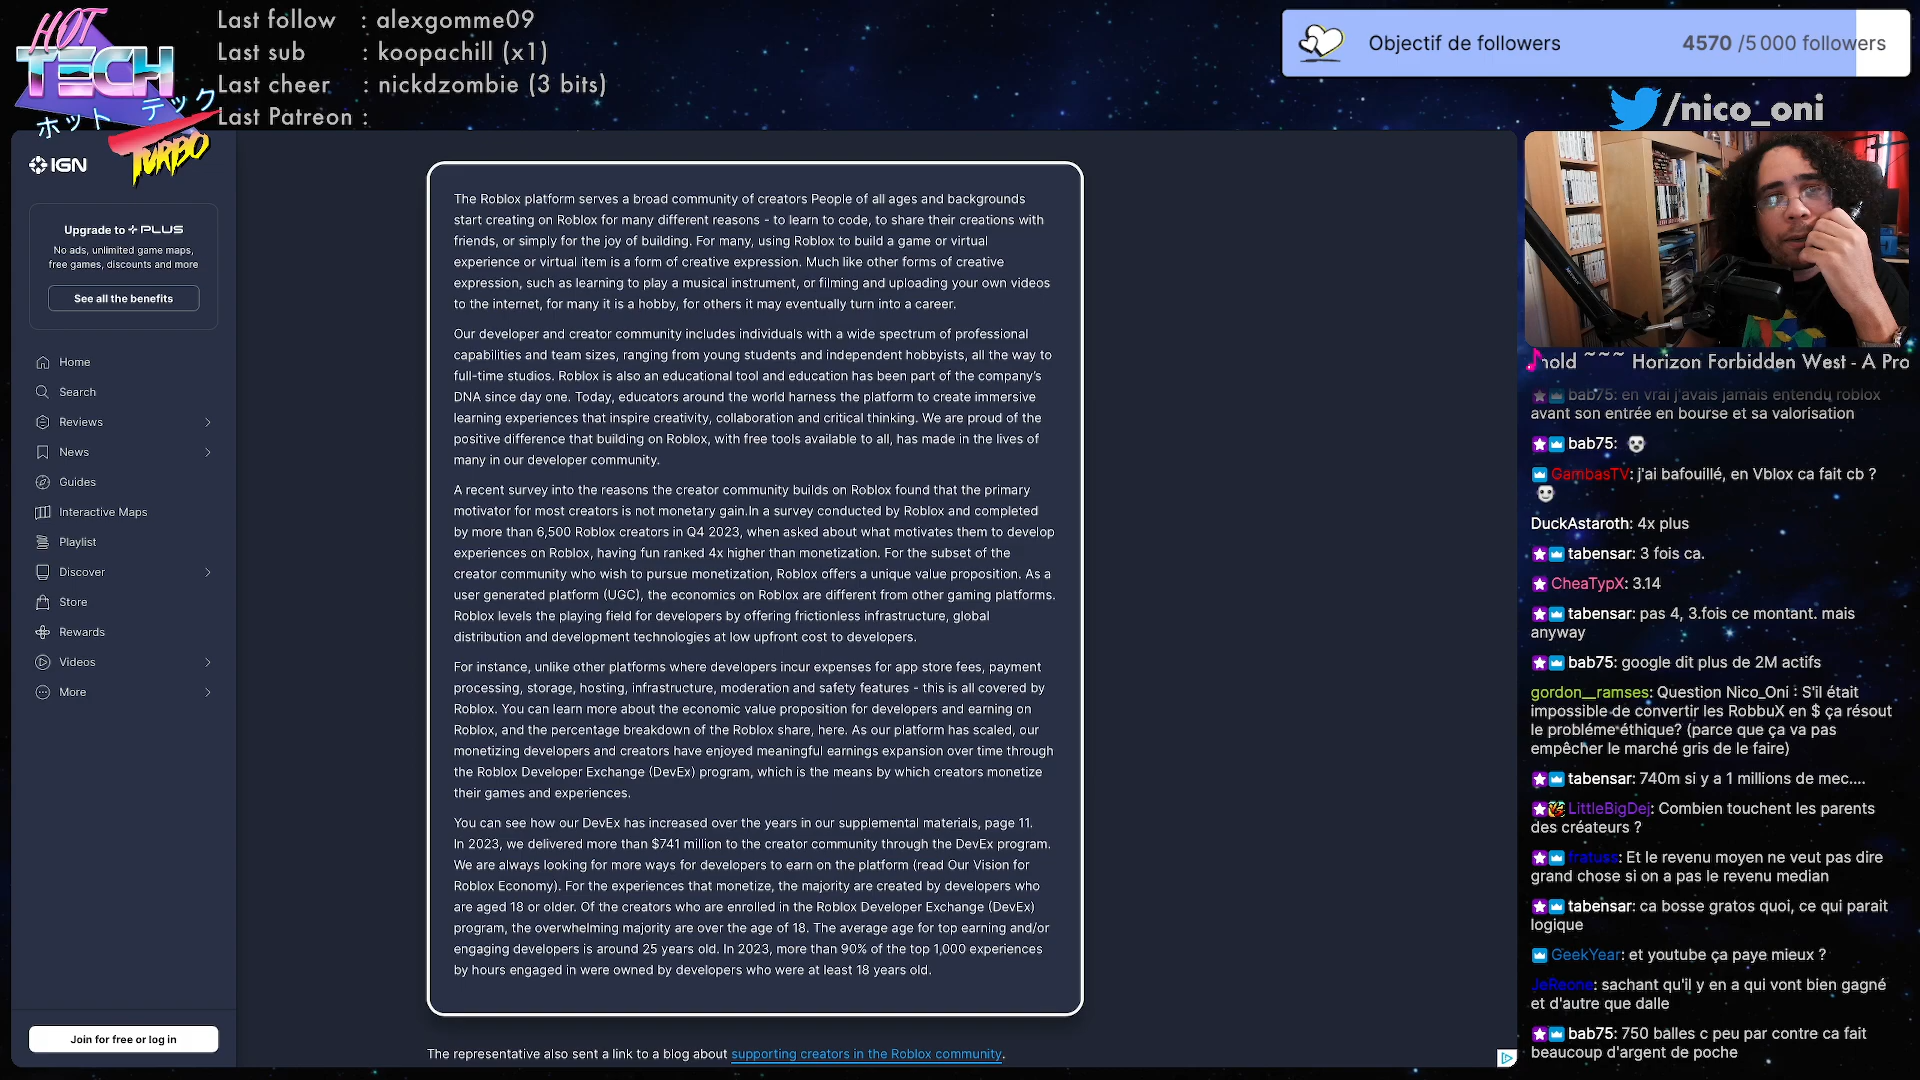 HOT
TECH
ホット テック
TURBO
Last follow : alexgomme09
Last sub : koopachill (x1)
Last cheer : nickdzombie (3 bits)
Last Patreon :
Objectif de followers 4570 /5 000 followers
/nico_oni
IGN
Upgrade to PLUS
No ads, unlimited game maps,
free games, discounts and more
See all the benefits
Home
Search
Reviews
News
Guides
Interactive Maps
Playlist
Discover
Store
Rewards
Videos
More
Join for free or log in
The Roblox platform serves a broad community of creators People of all ages and backgrounds
start creating on Roblox for many different reasons - to learn to code, to share their creations with
friends, or simply for the joy of building. For many, using Roblox to build a game or virtual
experience or virtual item is a form of creative expression. Much like other forms of creative
expression, such as learning to play a musical instrument, or filming and uploading your own videos
to the internet, for many it is a hobby, for others it may eventually turn into a career.
Our developer and creator community includes individuals with a wide spectrum of professional
capabilities and team sizes, ranging from young students and independent hobbyists, all the way to
full-time studios. Roblox is also an educational tool and education has been part of the company's
DNA since day one. Today, educators around the world harness the platform to create immersive
learning experiences that inspire creativity, collaboration and critical thinking. We are proud of the
positive difference that building on Roblox, with free tools available to all, has made in the lives of
many in our developer community.
A recent survey into the reasons the creator community builds on Roblox found that the primary
motivator for most creators is not monetary gain.In a survey conducted by Roblox and completed
by more than 6,500 Roblox creators in Q4 2023, when asked about what motivates them to develop
experiences on Roblox, having fun ranked 4x higher than monetization. For the subset of the
creator community who wish to pursue monetization, Roblox offers a unique value proposition. As a
user generated platform (UGC), the economics on Roblox are different from other gaming platforms.
Roblox levels the playing field for developers by offering frictionless infrastructure, global
distribution and development technologies at low upfront cost to developers.
For instance, unlike other platforms where developers incur expenses for app store fees, payment
processing, storage, hosting, infrastructure, moderation and safety features - this is all covered by
Roblox. You can learn more about the economic value proposition for developers and earning on
Roblox, and the percentage breakdown of the Roblox share, here. As our platform has scaled, our
monetizing developers and creators have enjoyed meaningful earnings expansion over time through
the Roblox Developer Exchange (DevEx) program, which is the means by which creators monetize
their games and experiences.
You can see how our DevEx has increased over the years in our supplemental materials, page 11.
In 2023, we delivered more than $741 million to the creator community through the DevEx program.
We are always looking for more ways for developers to earn on the platform (read Our Vision for
Roblox Economy). For the experiences that monetize, the majority are created by developers who
are aged 18 or older. Of the creators who are enrolled in the Roblox Developer Exchange (DevEx)
program, the overwhelming majority are over the age of 18. The average age for top earning and/or
engaging developers is around 25 years old. In 2023, more than 90% of the top 1,000 experiences
by hours engaged in were owned by developers who were at least 18 years old.
The representative also sent a link to a blog about supporting creators in the Roblox community.
nold ~~~ Horizon Forbidden West - A Pro
bab75: en vrai j'avais jamais entendu roblox
avant son entrée en bourse et sa valorisation
bab75:
GambasTV: j'ai bafouillé, en Vblox ca fait cb ?
DuckAstaroth: 4x plus
tabensar: 3 fois ca.
CheaTypX: 3.14
tabensar: pas 4, 3.fois ce montant. mais
anyway
bab75: google dit plus de 2M actifs
gordon__ramses: Question Nico_Oni : S'il était
impossible de convertir les RobbuX en $ ça résout
le probléme éthique? (parce que ça va pas
empêcher le marché gris de le faire)
tabensar: 740m si y a 1 millions de mec....
LittleBigDej: Combien touchent les parents
des créateurs ?
fratuss: Et le revenu moyen ne veut pas dire
grand chose si on a pas le revenu median
tabensar: ca bosse gratos quoi, ce qui parait
logique
GeekYear: et youtube ça paye mieux ?
JeReone: sachant qu'il y en a qui vont bien gagné
et d'autre que dalle
bab75: 750 balles c peu par contre ca fait
beaucoup d'argent de poche